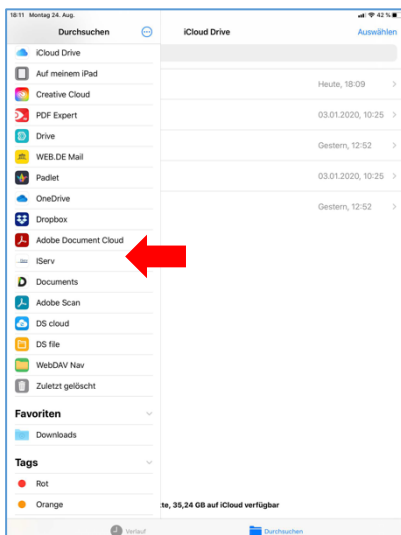 18:11 Montag 24. Aug.
42 %
Durchsuchen
iCloud Drive
Auswählen
iCloud Drive
Auf meinem iPad
Creative Cloud
PDF Expert
Drive
WEB.DE Mail
Padlet
OneDrive
Dropbox
Adobe Document Cloud
IServ
Documents
Adobe Scan
DS cloud
DS file
WebDAV Nav
Zuletzt gelöscht
Favoriten
Downloads
Tags
Rot
Orange
Heute, 18:09
03.01.2020, 10:25
Gestern, 12:52
03.01.2020, 10:25
Gestern, 12:52
te, 35,24 GB auf iCloud verfügbar
Verlauf
Durchsuchen